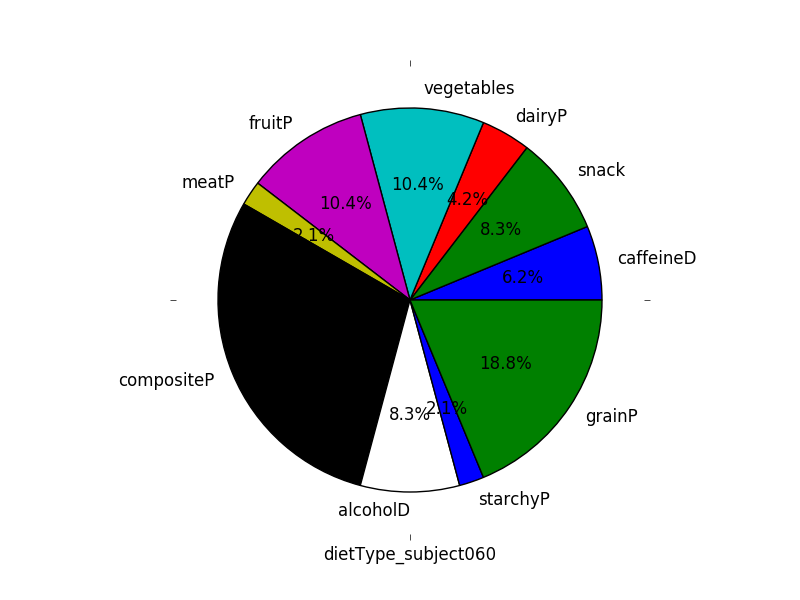 vegetables
dairyP
fruitP
snack
meatP
10.4%
4.2%
10.4%
8.3%
2.1%
caffeineD
6.2%
18.8%
compositeP
8.3%
2.1%
grainP
starchyP
alcoholD
dietType_subject060